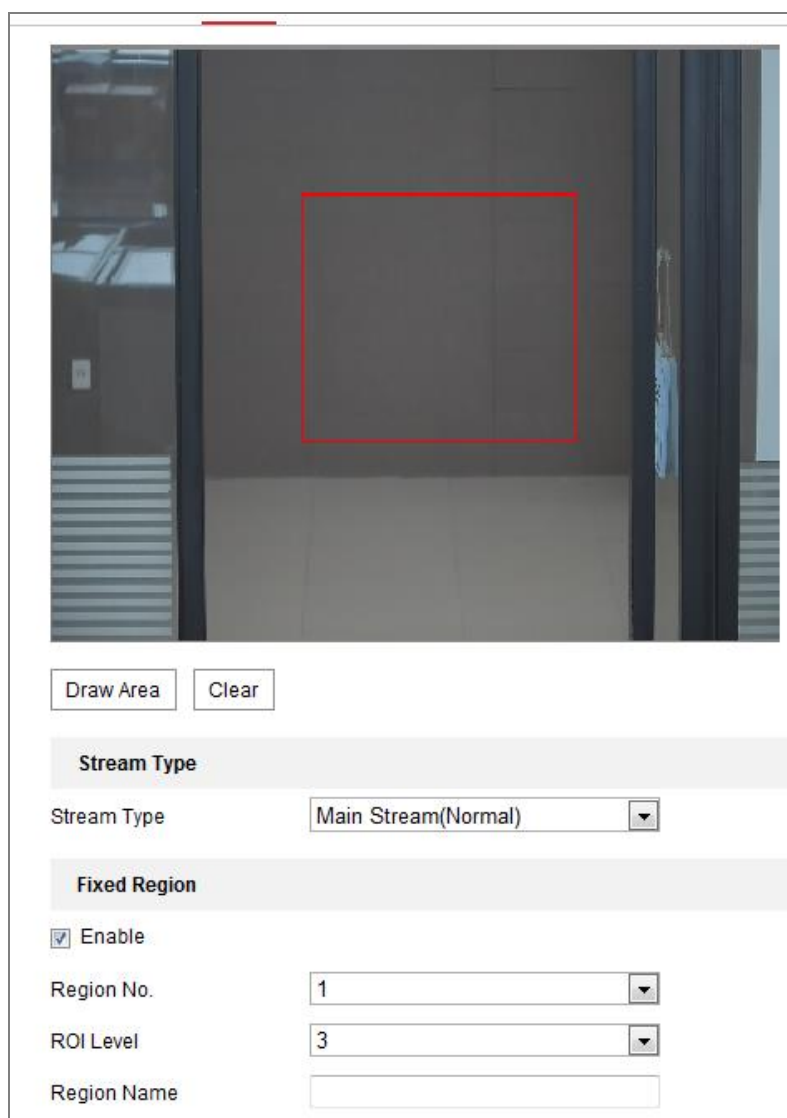 Draw Area Clear
Stream Type
Stream Type Main Stream(Normal)
Fixed Region
Enable
Region No. 1
ROI Level 3
Region Name